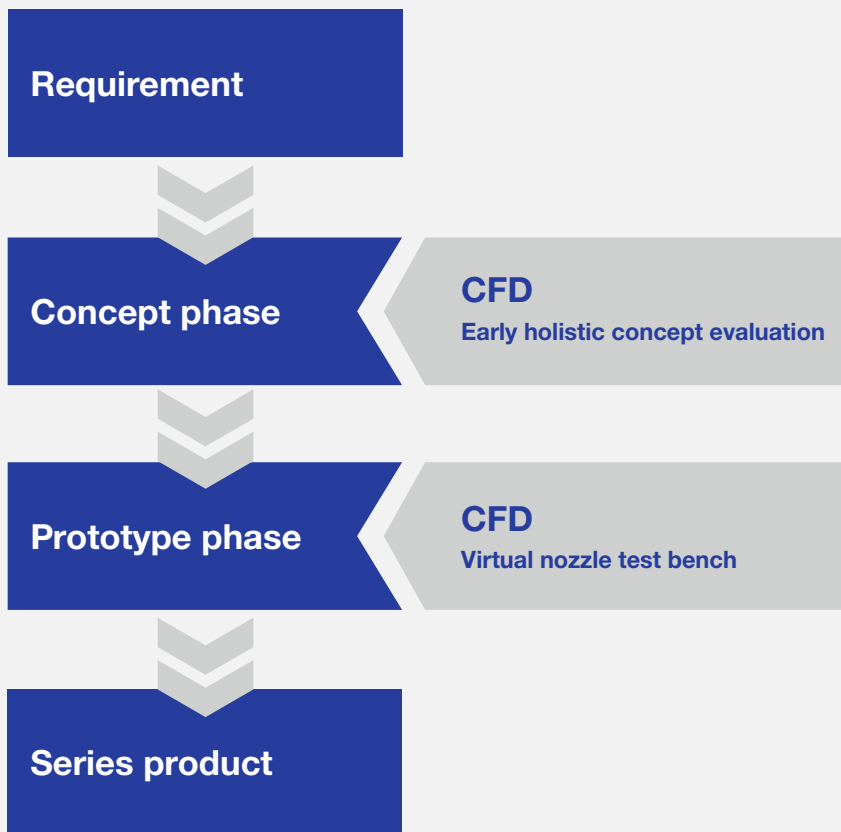 Requirement
Concept phase
CFD
Early holistic concept evaluation
Prototype phase
CFD
Virtual nozzle test bench
Series product